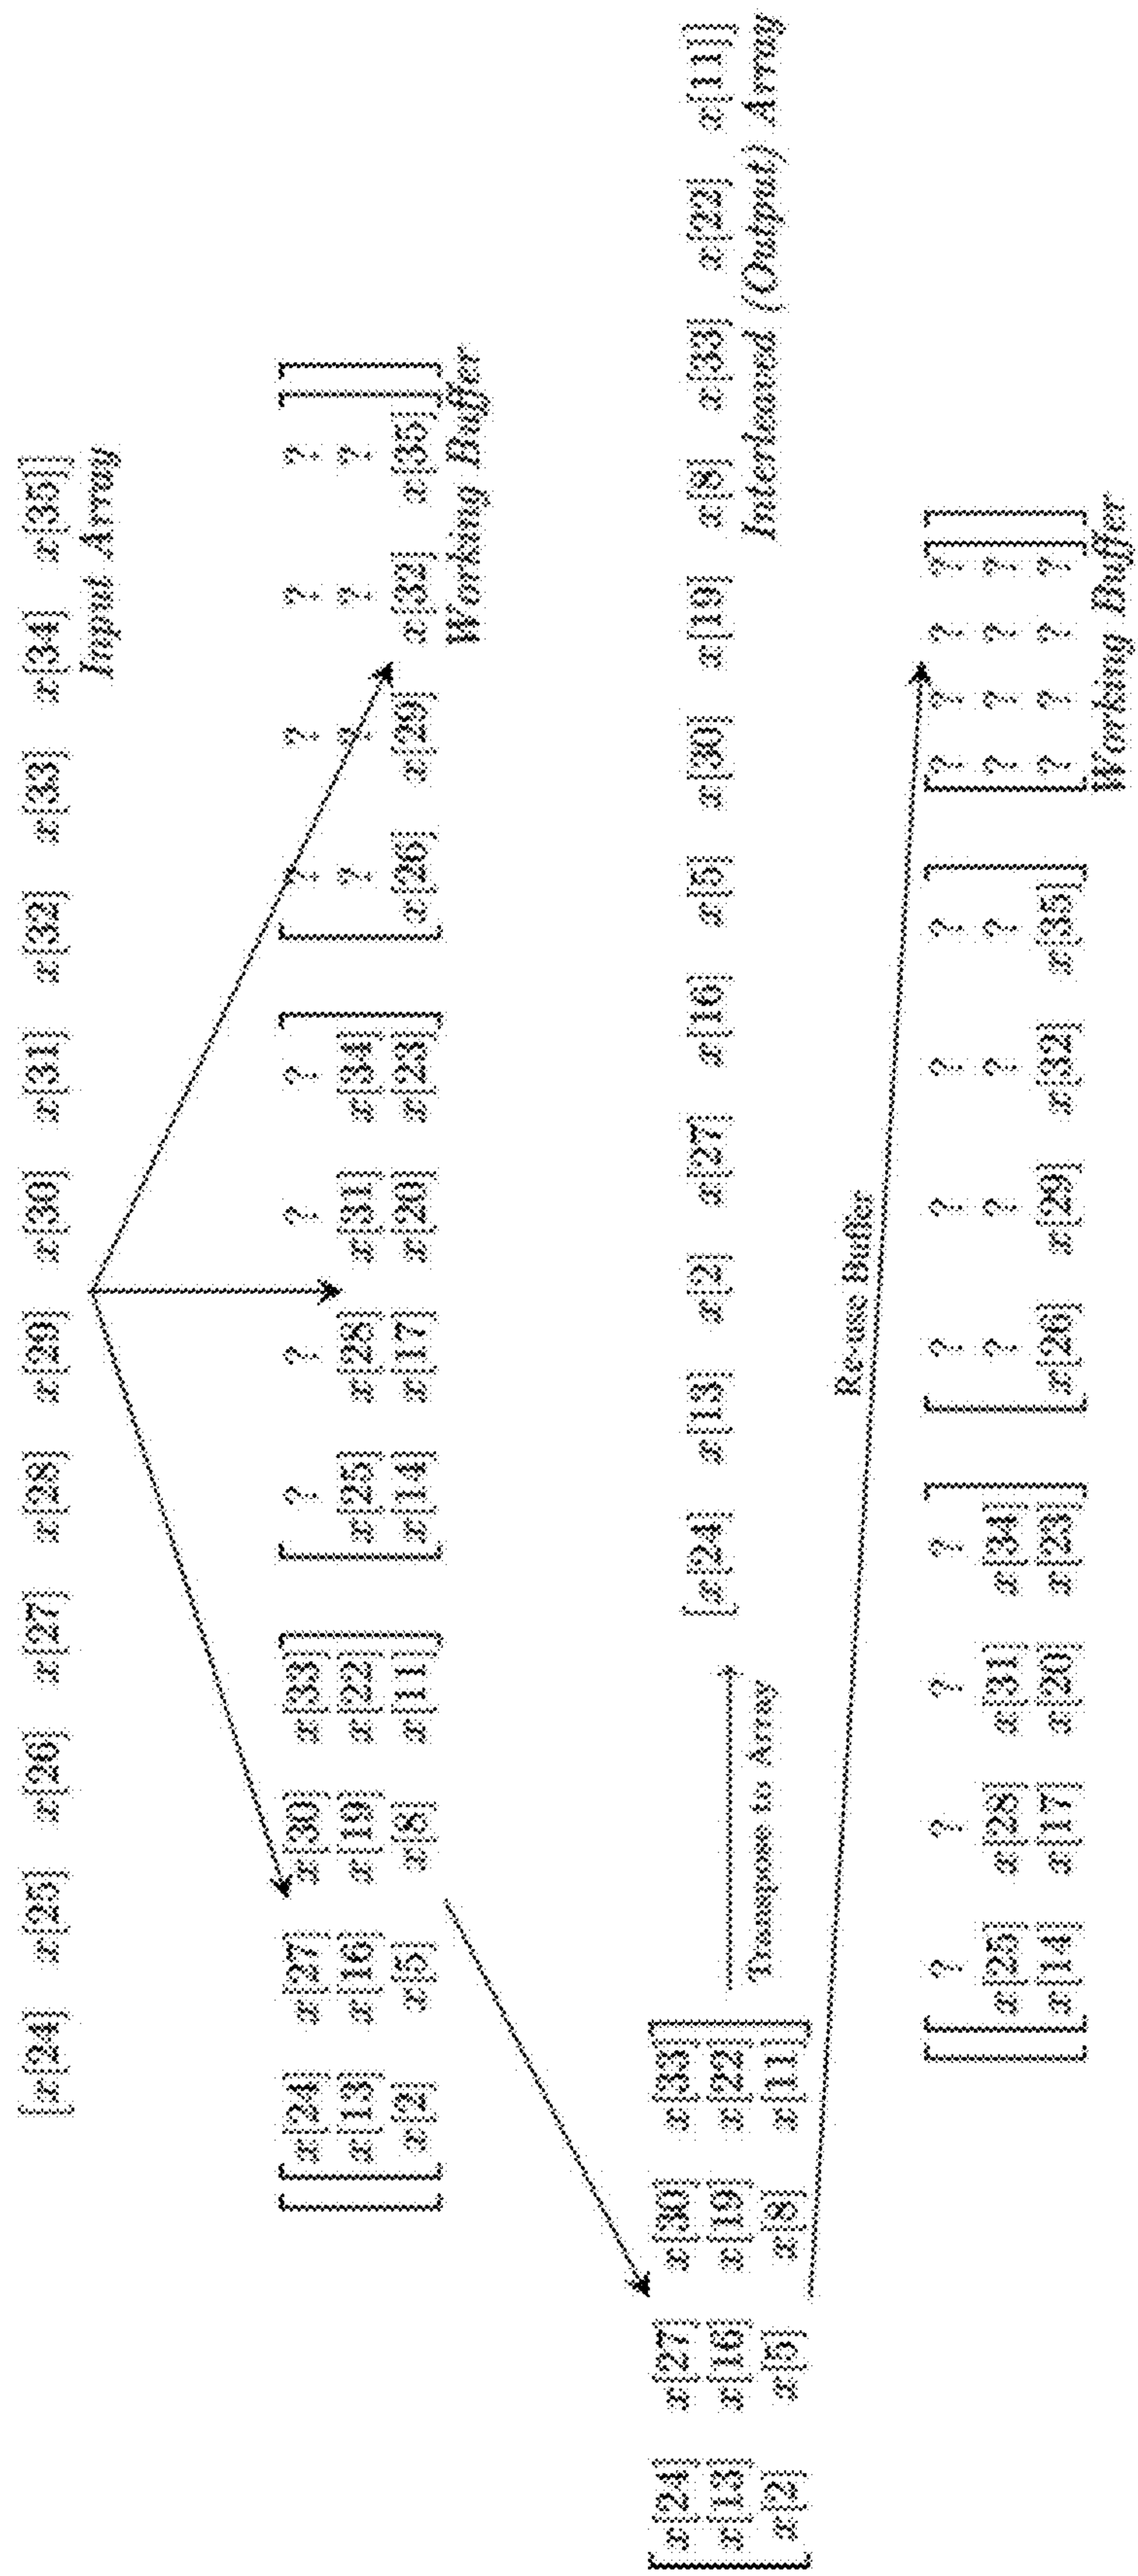 [x[24] x[25] x[26] x[27] x[28] x[29] x[30] x[31] x[32] x[33] x[34] x[35]]
Input Array
[[x[24] x[27] x[30] x[33]] [? ? ? ?] [? ? ? ?]]
[[x[13] x[16] x[19] x[22]] [x[25] x[28] x[31] x[34]] [? ? ? ?]]
[[x[2] x[5] x[8] x[11]] [x[14] x[17] x[20] x[23]] [x[26] x[29] x[32] x[35]]]
Working Buffer
[x[24] x[27] x[30] x[33]]
[x[13] x[16] x[19] x[22]]
[x[2] x[5] x[8] x[11]]
Transpose to Array
[x[24] x[13] x[2] x[27] x[16] x[5] x[30] x[19] x[8] x[33] x[22] x[11]]
Interleaved (Output) Array
Re-use Buffer
[[? ? ? ?] [? ? ? ?] [? ? ? ?]]
[[x[25] x[28] x[31] x[34]] [? ? ? ?] [? ? ? ?]]
[[x[14] x[17] x[20] x[23]] [x[26] x[29] x[32] x[35]] [? ? ? ?]]
Working Buffer